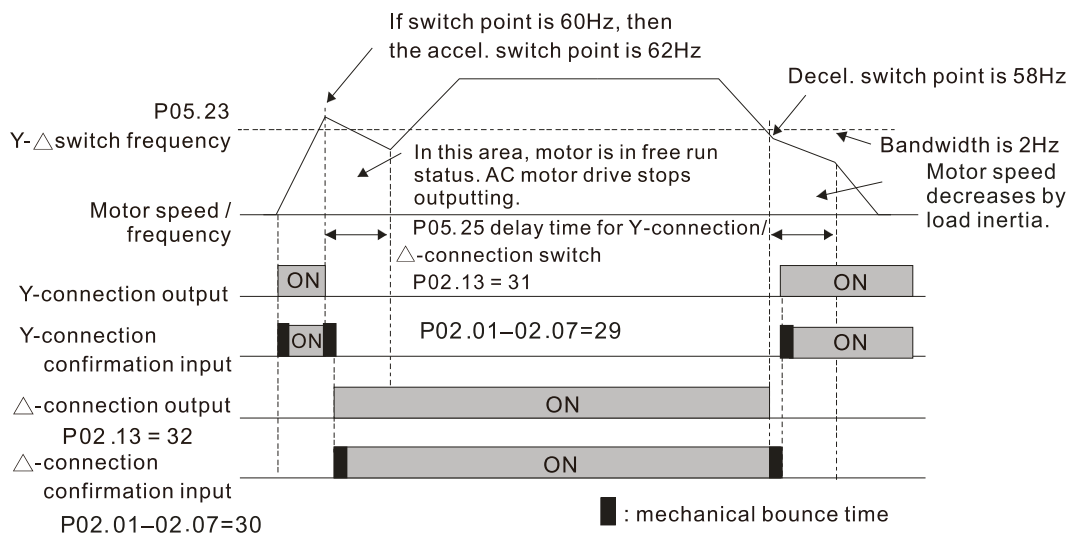 If switch point is 60Hz, then
the accel. switch point is 62Hz
Decel. switch point is 58Hz
P05.23
Y-△switch frequency
Bandwidth is 2Hz
In this area, motor is in free run
status. AC motor drive stops
outputting.
Motor speed
decreases by
load inertia.
Motor speed /
frequency
P05.25 delay time for Y-connection/
△-connection switch
P02.13 = 31
Y-connection output
ON
ON
Y-connection
confirmation input
ON
P02.01–02.07=29
ON
△-connection output
P02.13 = 32
ON
△-connection
confirmation input
P02.01–02.07=30
ON
: mechanical bounce time